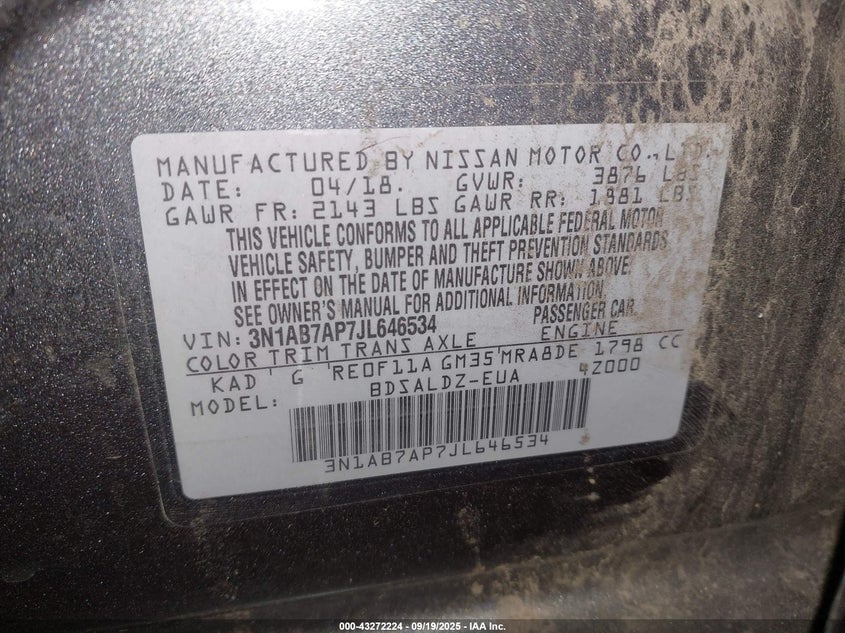 MANUFACTURED BY NISSAN MOTOR CO., LTD.
DATE: 04/18. GVWR: 3876 LBS
GAWR FR: 2143 LBS GAWR RR: 1981 LBS
THIS VEHICLE CONFORMS TO ALL APPLICABLE FEDERAL MOTOR
VEHICLE SAFETY, BUMPER AND THEFT PREVENTION STANDARDS
IN EFFECT ON THE DATE OF MANUFACTURE SHOWN ABOVE.
SEE OWNER'S MANUAL FOR ADDITIONAL INFORMATION.
VIN: 3N1AB7AP7JL646534 PASSENGER CAR.
COLOR TRIM TRANS AXLE ENGINE
KAD G RE0F11A GM35 MRA8DE 1798 CC
MODEL: BDSALDZ-EUA 4Z000
3N1AB7AP7JL646534
000-43272224 - 09/19/2025 - IAA Inc.